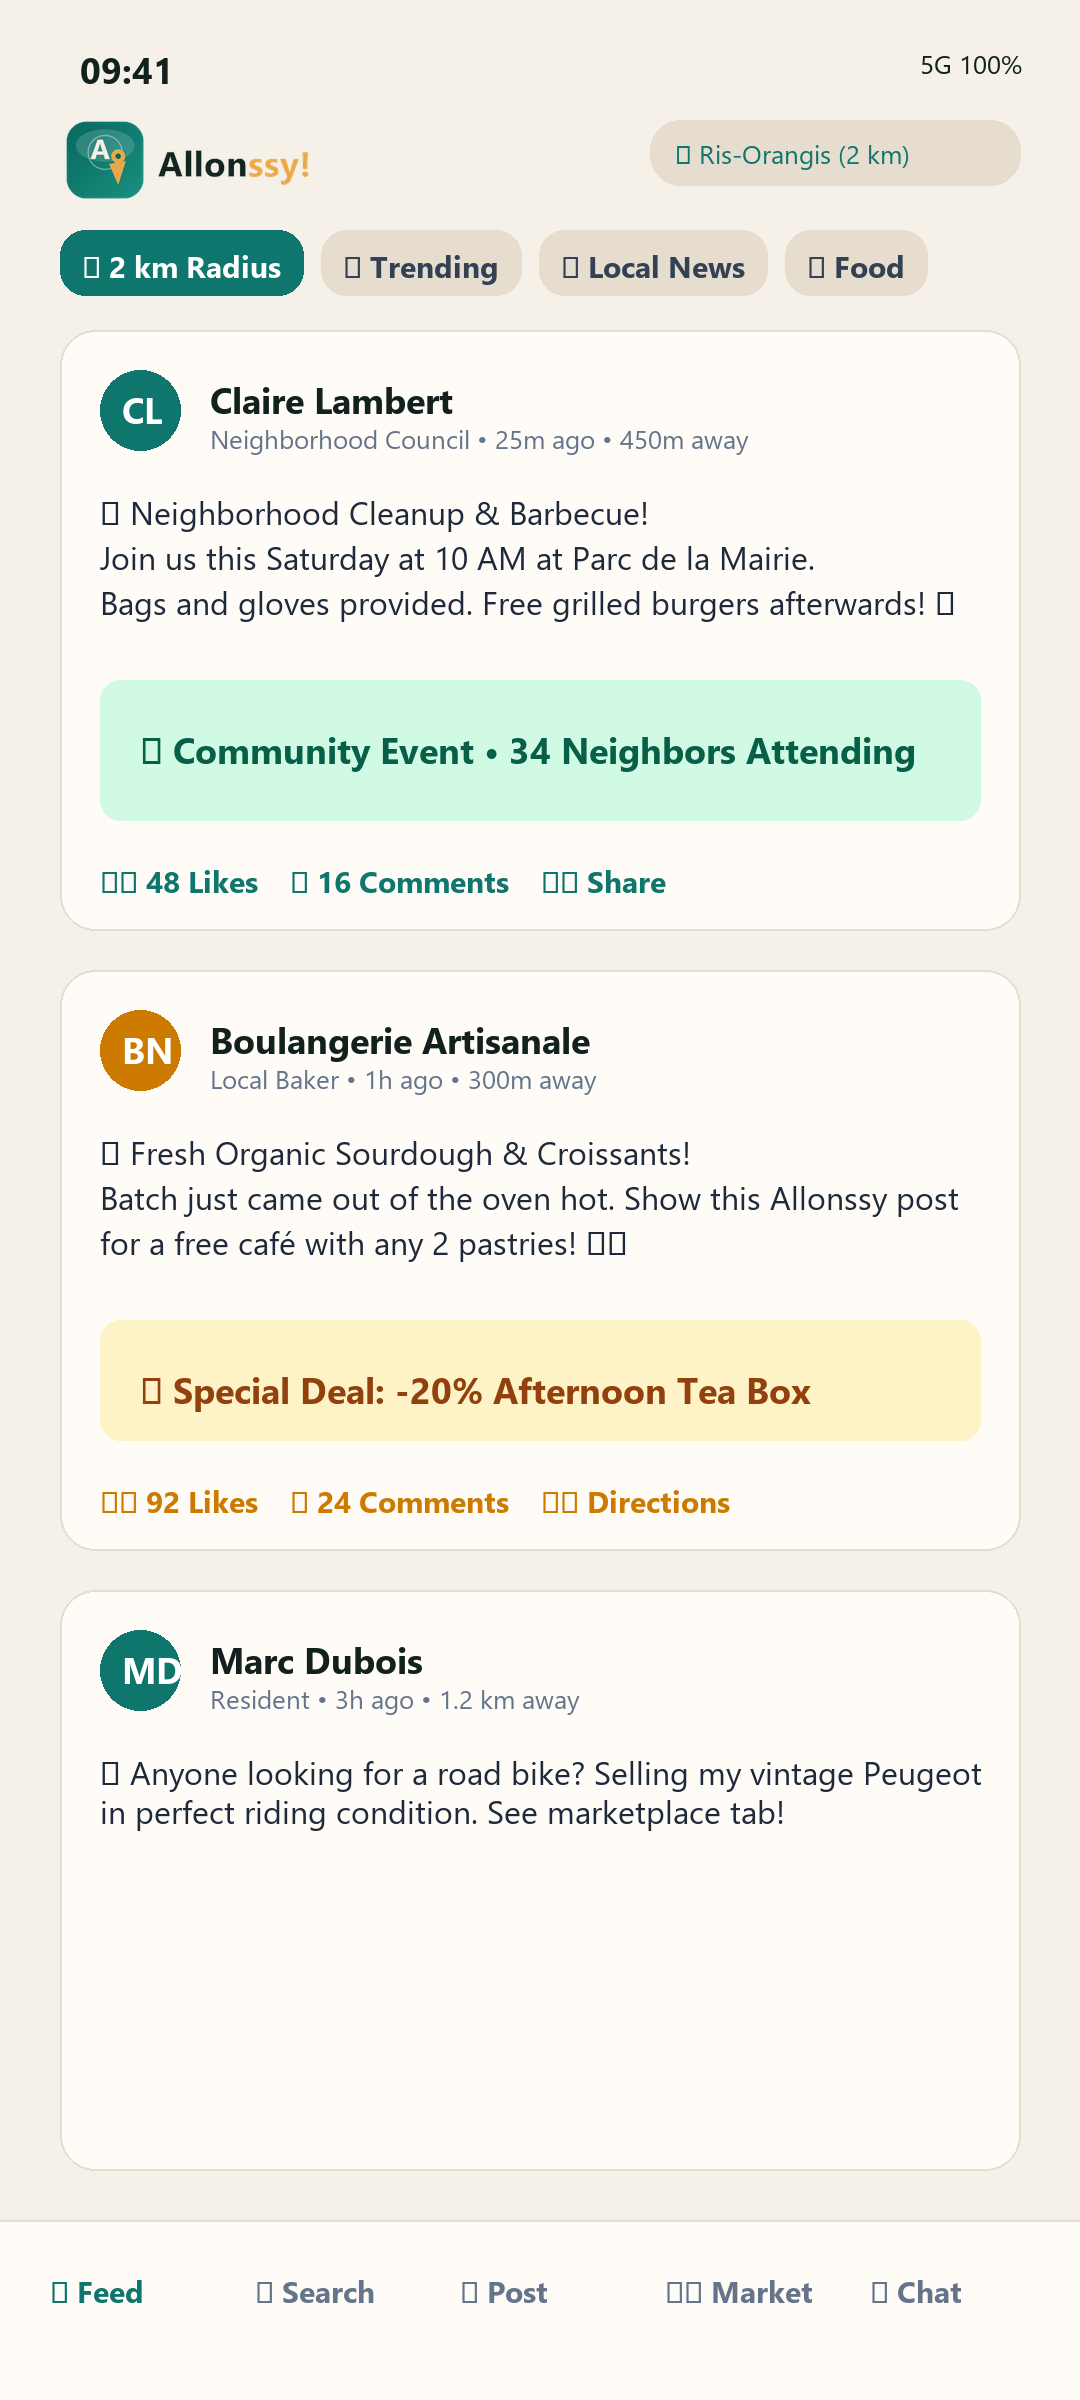 09:41
5G 100%
A
Allonssy!
Ris-Orangis (2 km)
2 km Radius
Trending
Local News
Food
CL
Claire Lambert
Neighborhood Council • 25m ago • 450m away
Neighborhood Cleanup & Barbecue!
Join us this Saturday at 10 AM at Parc de la Mairie.
Bags and gloves provided. Free grilled burgers afterwards!
Community Event • 34 Neighbors Attending
48 Likes
16 Comments
Share
BN
Boulangerie Artisanale
Local Baker • 1h ago • 300m away
Fresh Organic Sourdough & Croissants!
Batch just came out of the oven hot. Show this Allonssy post
for a free café with any 2 pastries!
Special Deal: -20% Afternoon Tea Box
92 Likes
24 Comments
Directions
MD
Marc Dubois
Resident • 3h ago • 1.2 km away
Anyone looking for a road bike? Selling my vintage Peugeot
in perfect riding condition. See marketplace tab!
Feed
Search
Post
Market
Chat